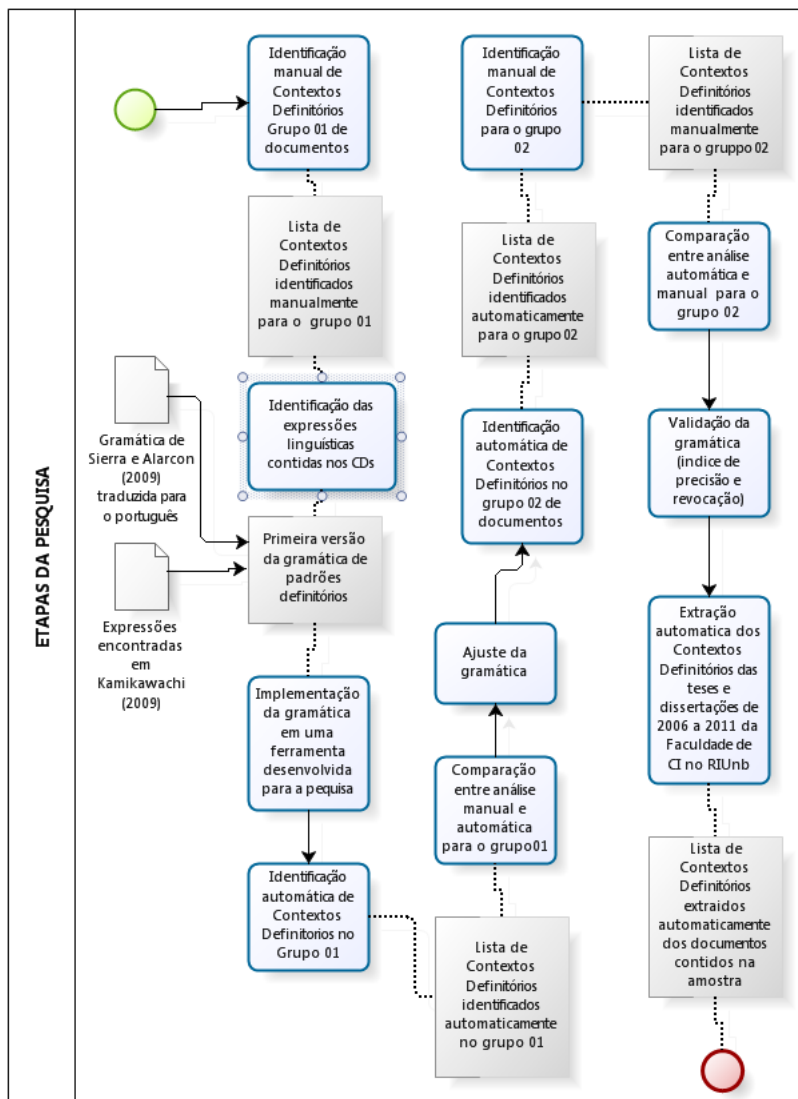 ETAPAS DA PESQUISA
Identificação
manual de
Contextos
Definitórios
Grupo 01 de
documentos
Lista de
Contextos
Definitórios
identificados
manualmente
para o grupo 01
Identificação das
expressões
linguísticas
contidas nos CDs
Gramática de
Sierra e Alarcon
(2009)
traduzida para
o português
Primeira versão
da gramática de
padrões
definitórios
Expressões
encontradas
em
Kamikawachi
(2009)
Implementação
da gramática
em uma
ferramenta
desenvolvida
para a pequisa
Identificação
automática de
Contextos
Definitorios no
Grupo 01
Lista de
Contextos
Definitórios
identificados
automaticamente
no grupo 01
Comparação
entre análise
manual e
automática
para o grupo01
Ajuste da
gramática
Identificação
automática de
Contextos
Definitórios no
grupo 02 de
documentos
Lista de
Contextos
Definitórios
identificados
automaticamente
para o grupo 02
Identificação
manual de
Contextos
Definitórios
para o grupo
02
Lista de
Contextos
Definitórios
identificados
manualmente
para o gruppo 02
Comparação
entre análise
automática e
manual para o
grupo 02
Validação da
gramática
(indice de
precisão e
revocação)
Extração
automatica dos
Contextos
Definitórios das
teses e
dissertações de
2006 a 2011 da
Faculdade de
CI no RIUnb
Lista de
Contextos
Definitórios
extraidos
automaticamente
dos documentos
contidos na
amostra